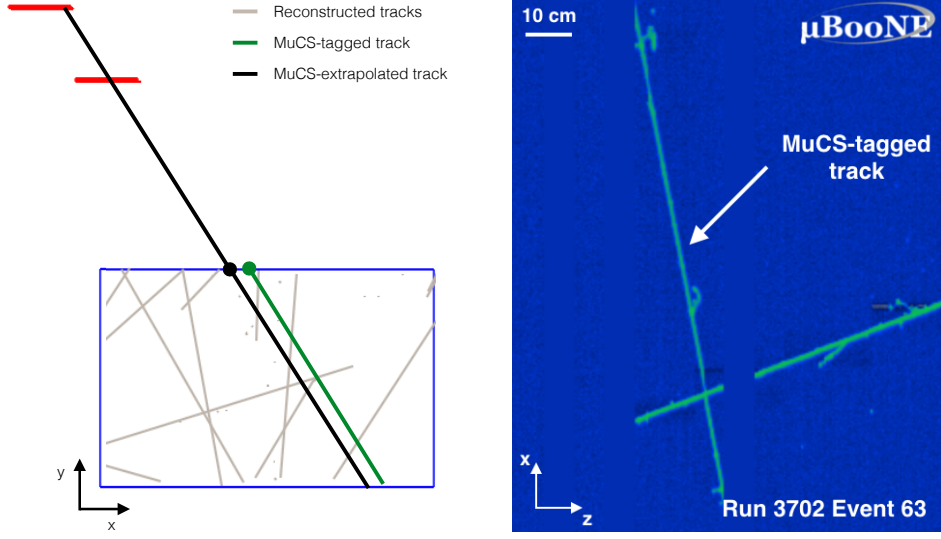 Reconstructed tracks
MuCS-tagged track
MuCS-extrapolated track
y
x
10 cm
µBooNE
MuCS-tagged
track
x
z
Run 3702 Event 63